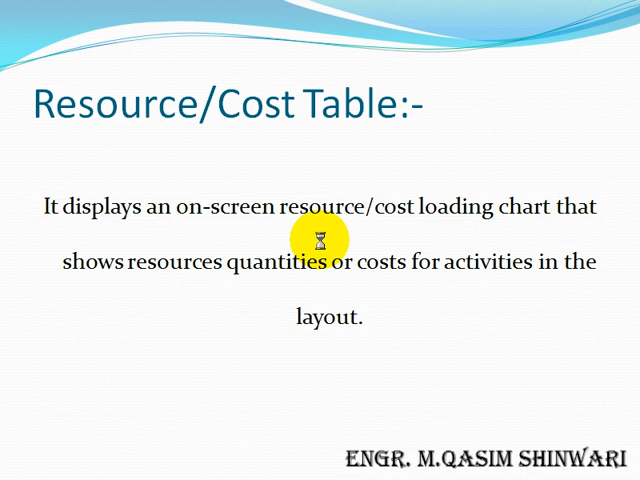 Resource/Cost Table:-
It displays an on-screen resource/cost loading chart that
shows resources quantities or costs for activities in the
layout.
ENGR. M.QASIM SHINWARI